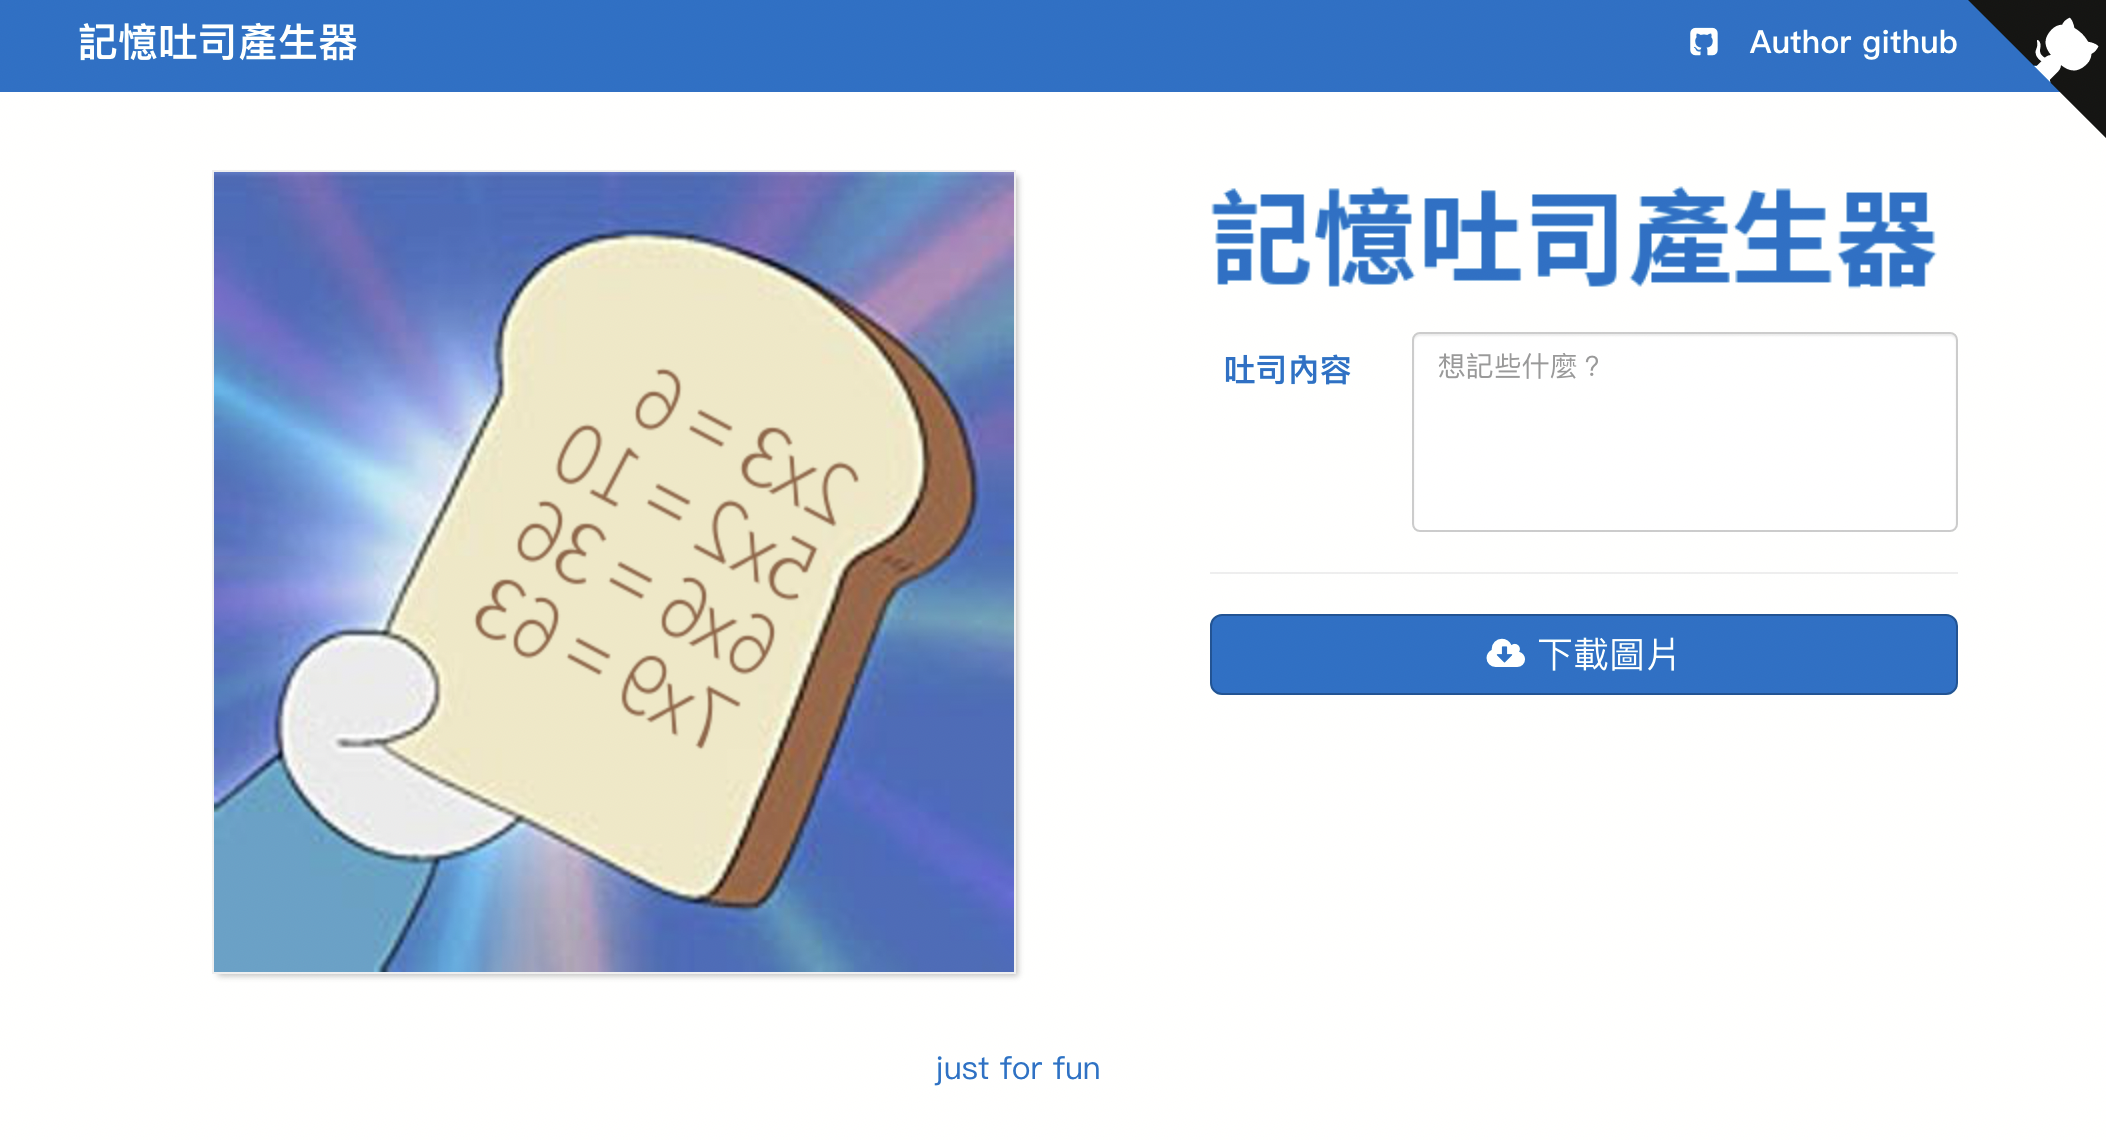 記憶吐司產生器
Author github
2x3 = 6
5x2 = 10
6x6 = 36
7x9 = 63
記憶吐司產生器
吐司內容
想記些什麼？
下載圖片
just for fun